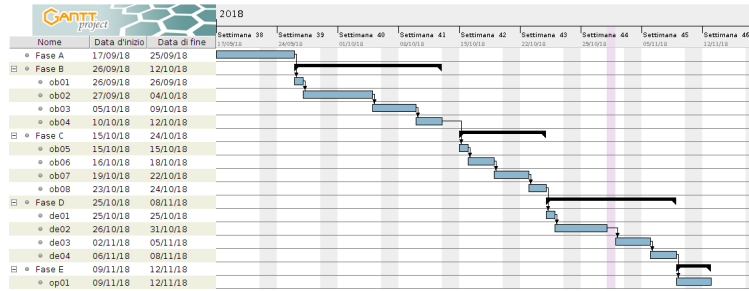 GANTT project
2018
Settimana 38 Settimana 39 Settimana 40 Settimana 41 Settimana 42 Settimana 43 Settimana 44 Settimana 45 Settimana 46
17/09/18 24/09/18 01/10/18 08/10/18 15/10/18 22/10/18 29/10/18 05/11/18 12/11/18
Nome Data d'inizio Data di fine
Fase A 17/09/18 25/09/18
Fase B 26/09/18 12/10/18
ob01 26/09/18 26/09/18
ob02 27/09/18 04/10/18
ob03 05/10/18 09/10/18
ob04 10/10/18 12/10/18
Fase C 15/10/18 24/10/18
ob05 15/10/18 15/10/18
ob06 16/10/18 18/10/18
ob07 19/10/18 22/10/18
ob08 23/10/18 24/10/18
Fase D 25/10/18 08/11/18
de01 25/10/18 25/10/18
de02 26/10/18 31/10/18
de03 02/11/18 05/11/18
de04 06/11/18 08/11/18
Fase E 09/11/18 12/11/18
op01 09/11/18 12/11/18